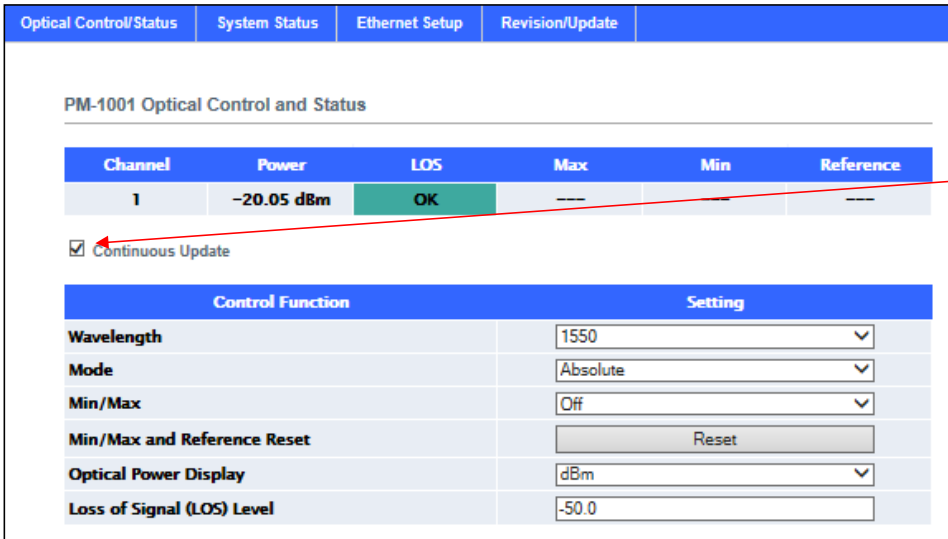 Optical Control/Status System Status Ethernet Setup Revision/Update
PM-1001 Optical Control and Status
Channel Power LOS Max Min Reference
1 -20.05 dBm OK --- --- ---
Continuous Update
Control Function Setting
Wavelength 1550
Mode Absolute
Min/Max Off
Min/Max and Reference Reset Reset
Optical Power Display dBm
Loss of Signal (LOS) Level -50.0